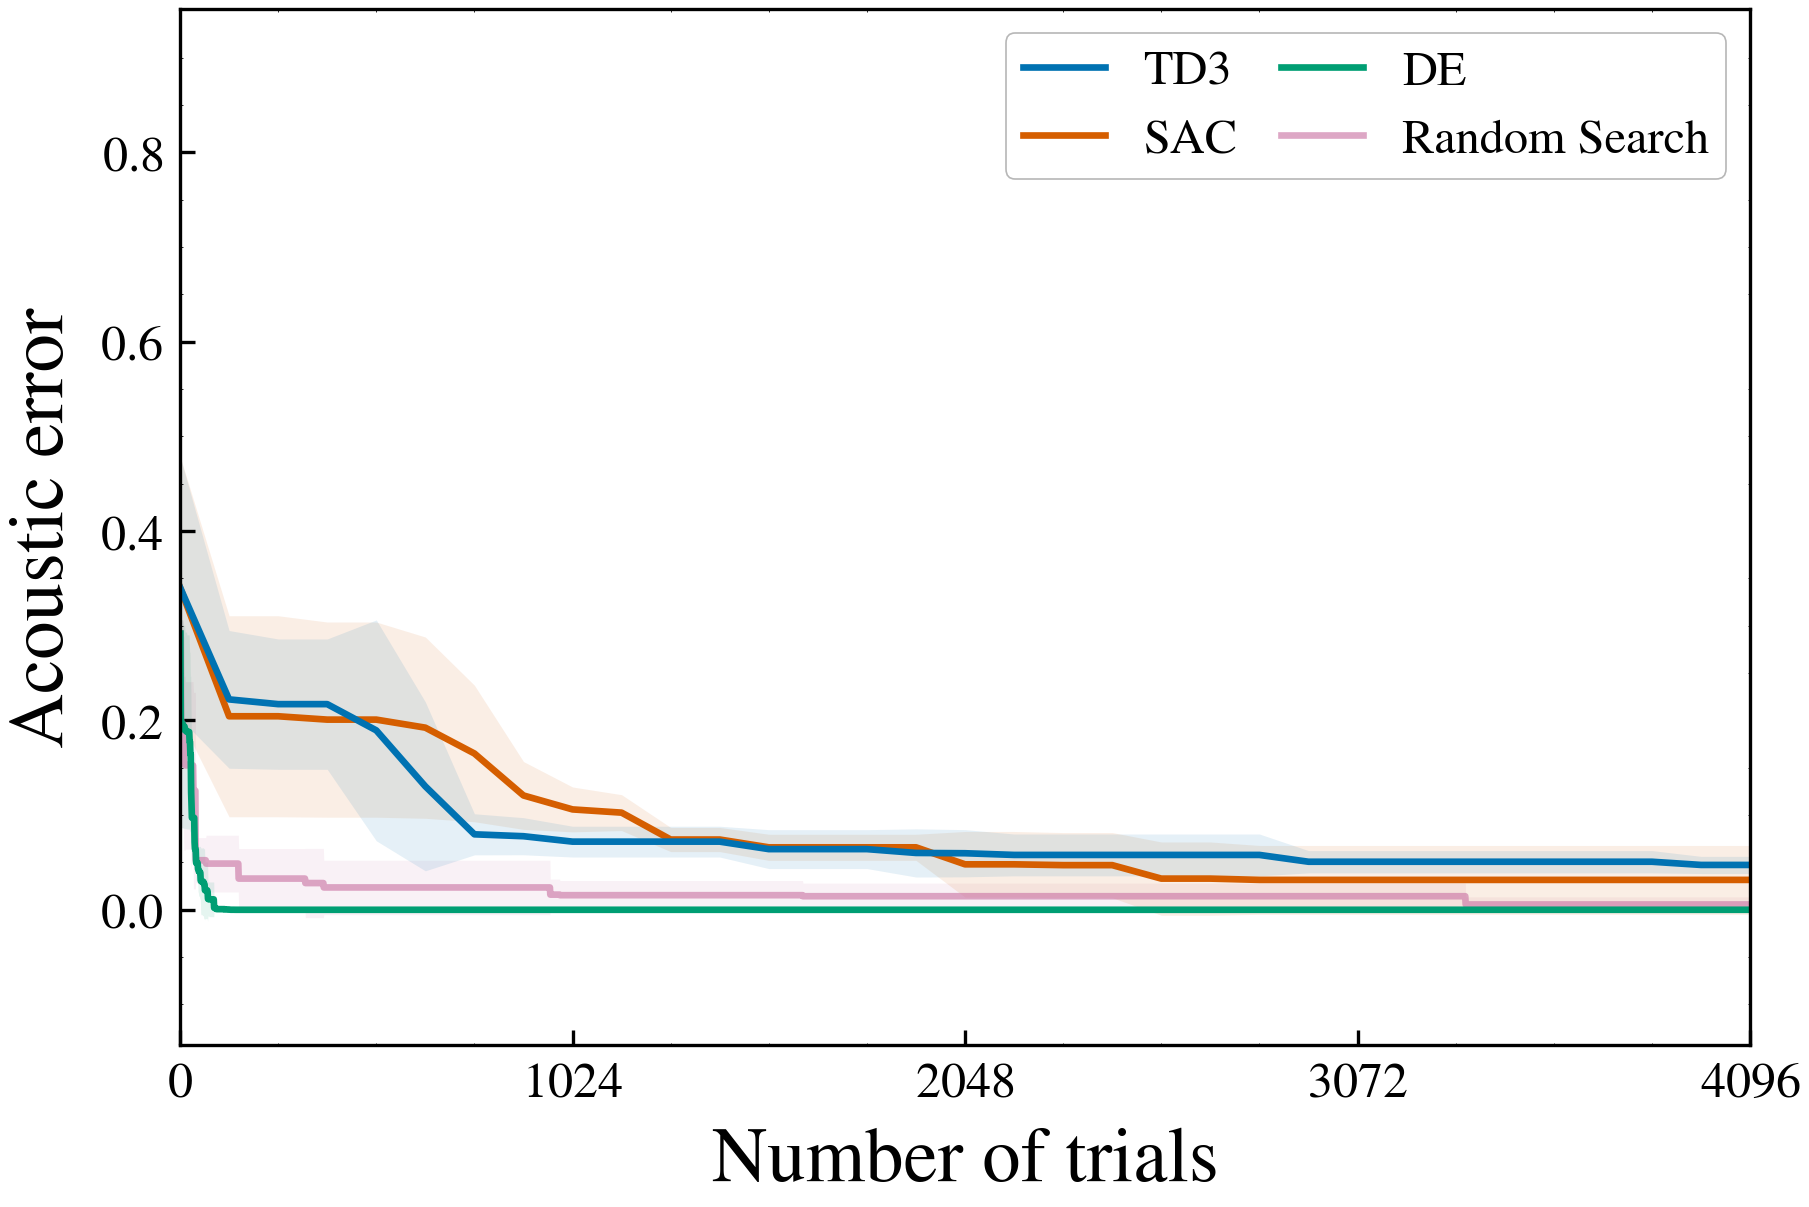 TD3
DE
SAC
Random Search
0.8
0.6
0.4
0.2
0.0
Acoustic error
0
1024
2048
3072
4096
Number of trials